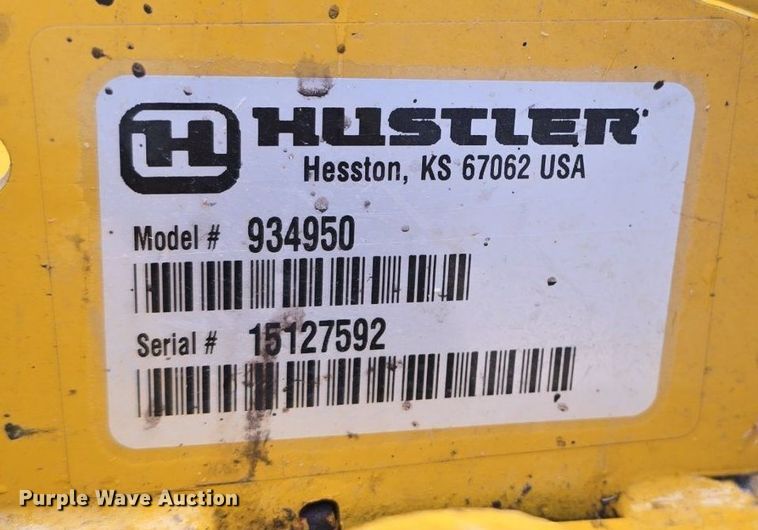 H HUSTLER
Hesston, KS 67062 USA
Model # 934950
Serial # 15127592
Purple Wave Auction